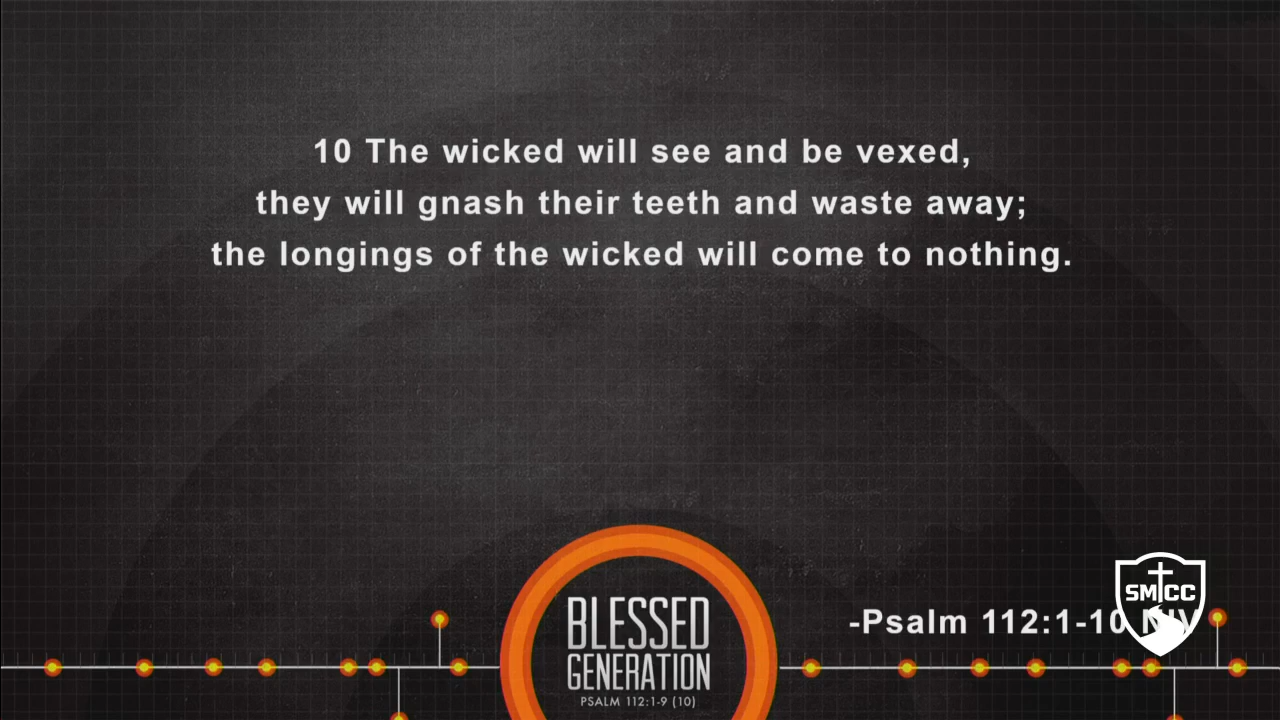 10 The wicked will see and be vexed,
they will gnash their teeth and waste away;
the longings of the wicked will come to nothing.
-Psalm 112:1-10 NIV
SMCC
BLESSED
GENERATION
PSALM 112:1-9 (10)